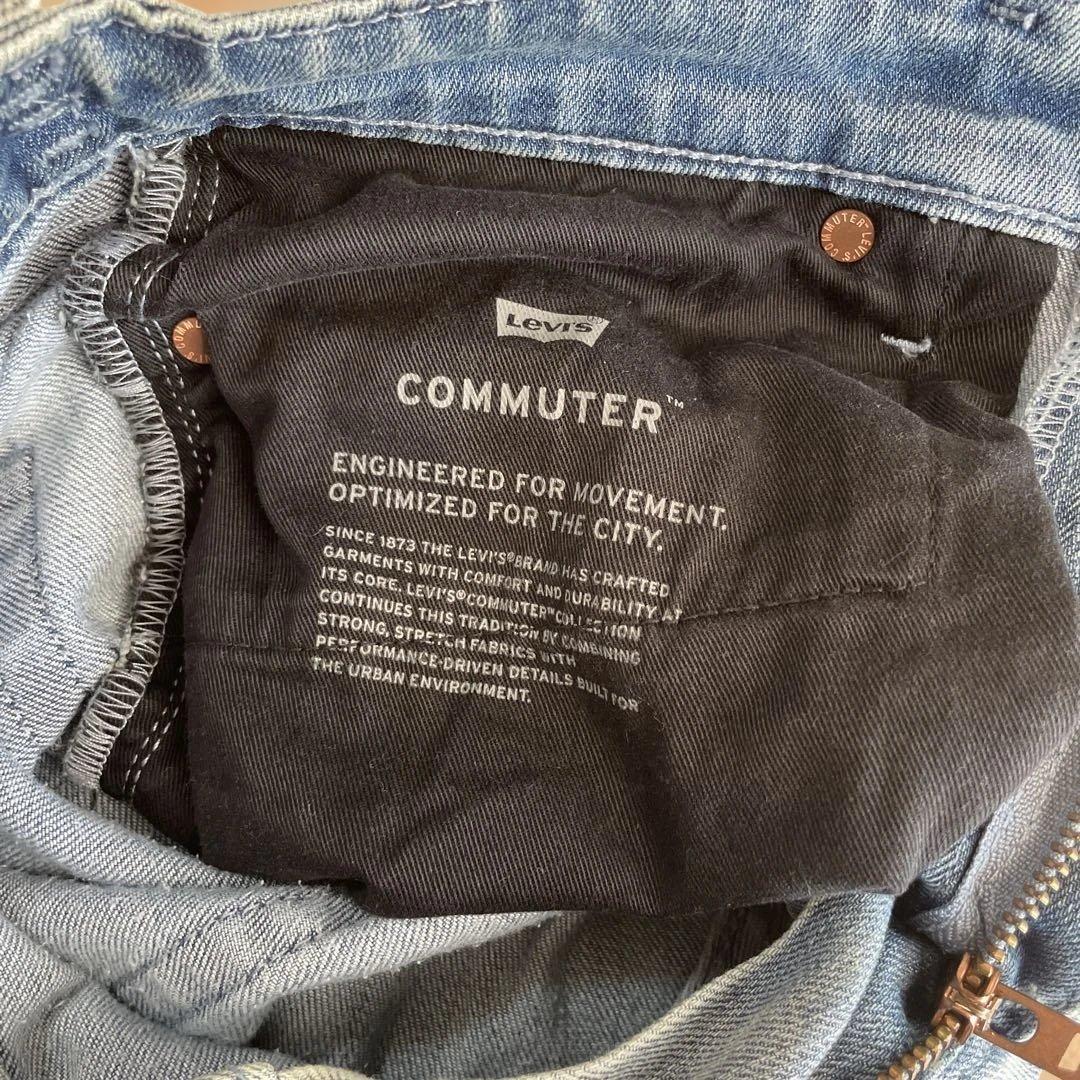 COMMUTER™ LEVI'S®
Levi's®
COMMUTER™
ENGINEERED FOR MOVEMENT.
OPTIMIZED FOR THE CITY.
SINCE 1873 THE LEVI'S® BRAND HAS CRAFTED
GARMENTS WITH COMFORT AND DURABILITY AT
ITS CORE. LEVI'S® COMMUTER™ COLLECTION
CONTINUES THIS TRADITION BY COMBINING
STRONG, STRETCH FABRICS WITH
PERFORMANCE-DRIVEN DETAILS BUILT FOR
THE URBAN ENVIRONMENT.